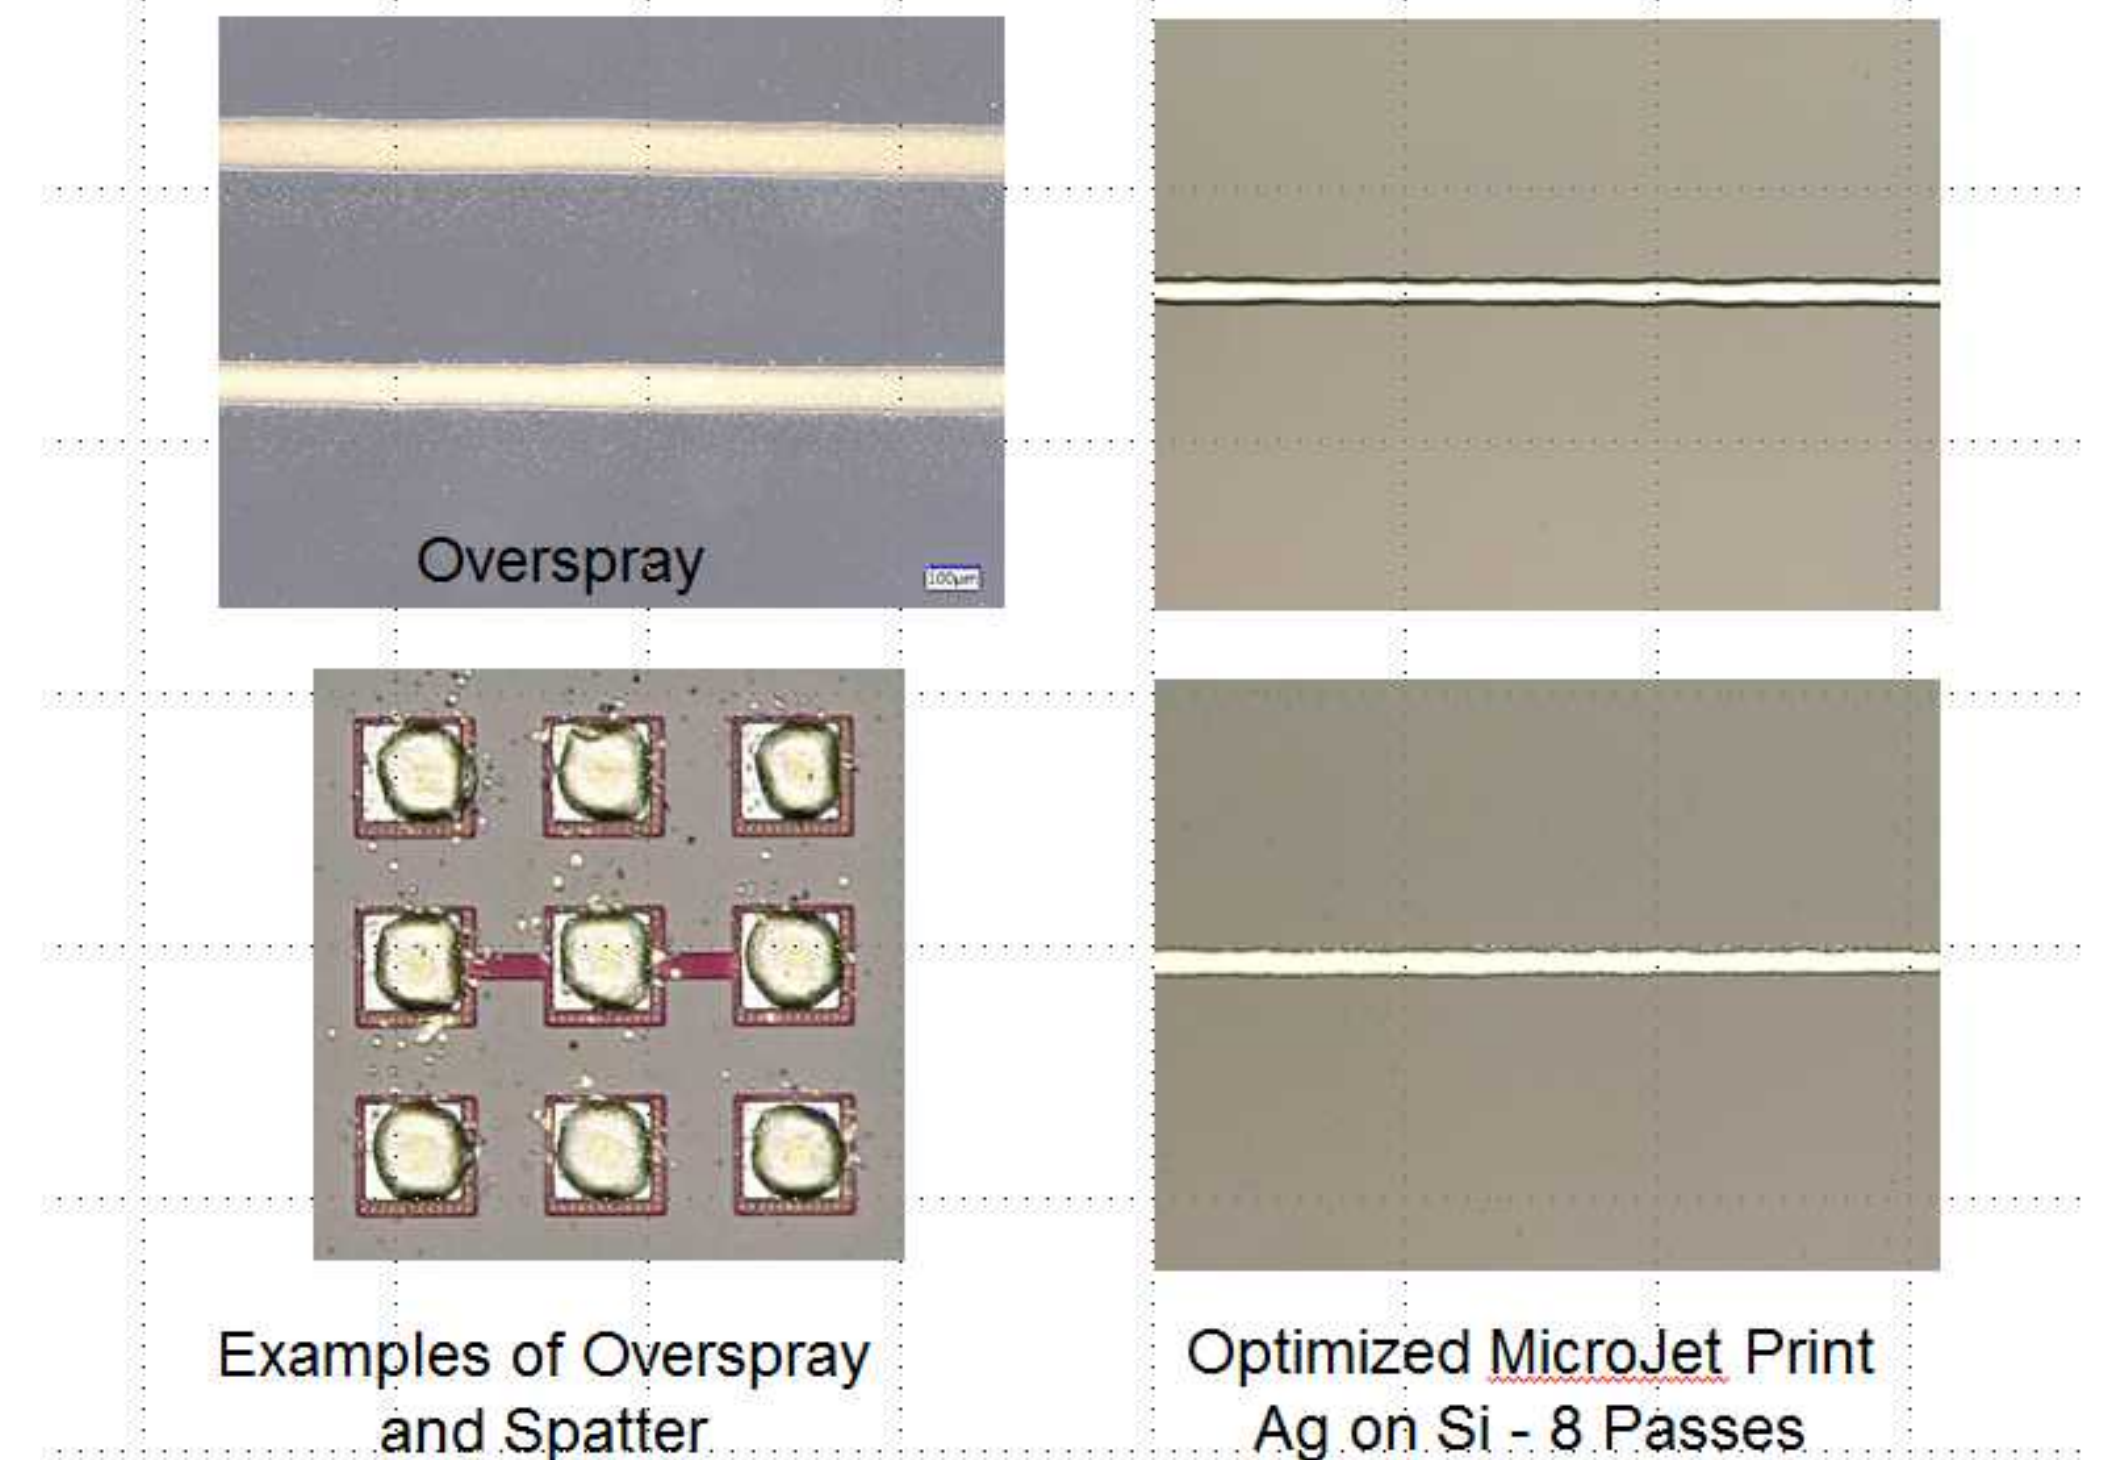 Overspray
100µm
Examples of Overspray
and Spatter
Optimized MicroJet Print
Ag on Si - 8 Passes